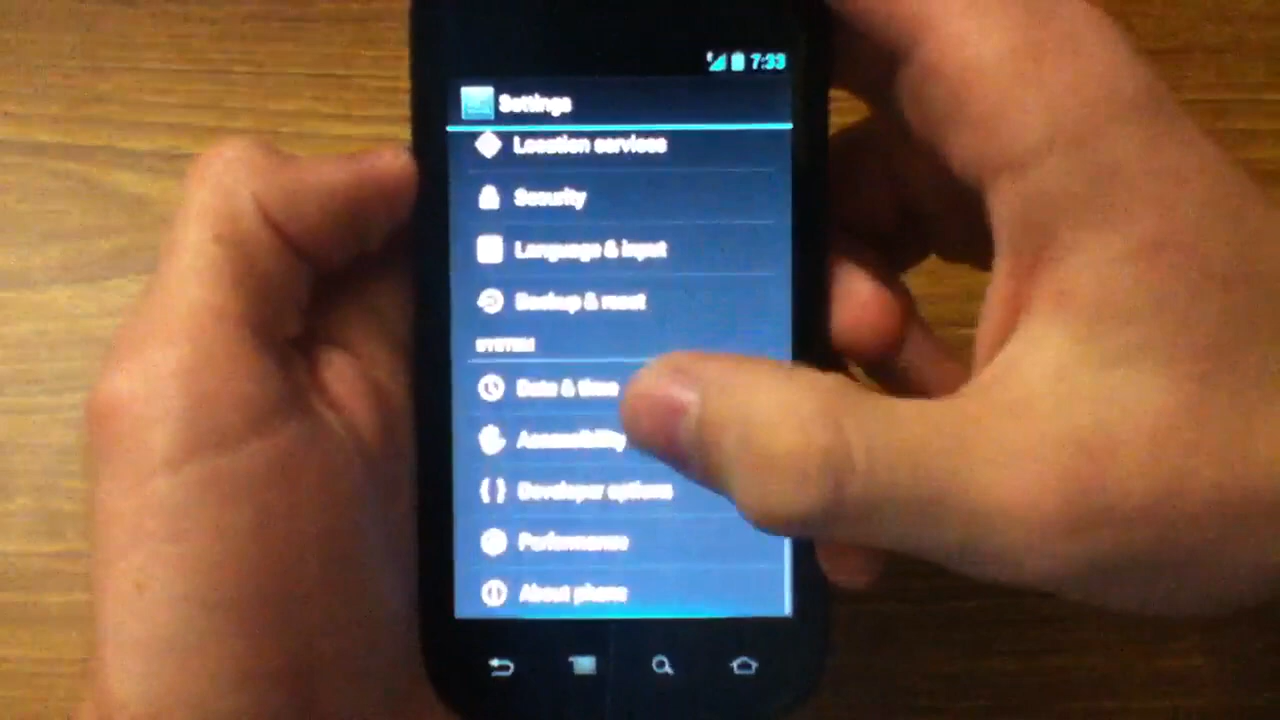 7:33
Settings
Location services
Security
Language & input
Backup & reset
SYSTEM
Date & time
Accessibility
{ } Developer options
Performance
About phone